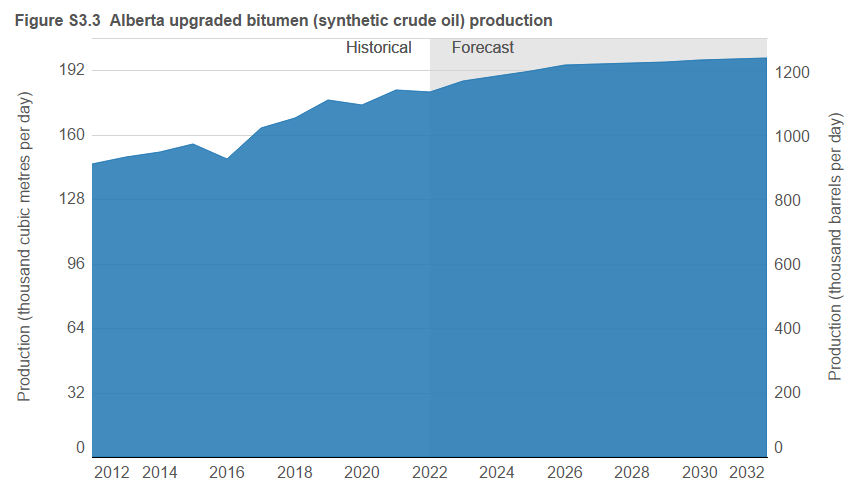 Figure S3.3 Alberta upgraded bitumen (synthetic crude oil) production
Historical
Forecast
Production (thousand cubic metres per day)
192
160
128
96
64
32
0
1200
1000
800
600
400
200
0
Production (thousand barrels per day)
2012 2014 2016 2018 2020 2022 2024 2026 2028 2030 2032